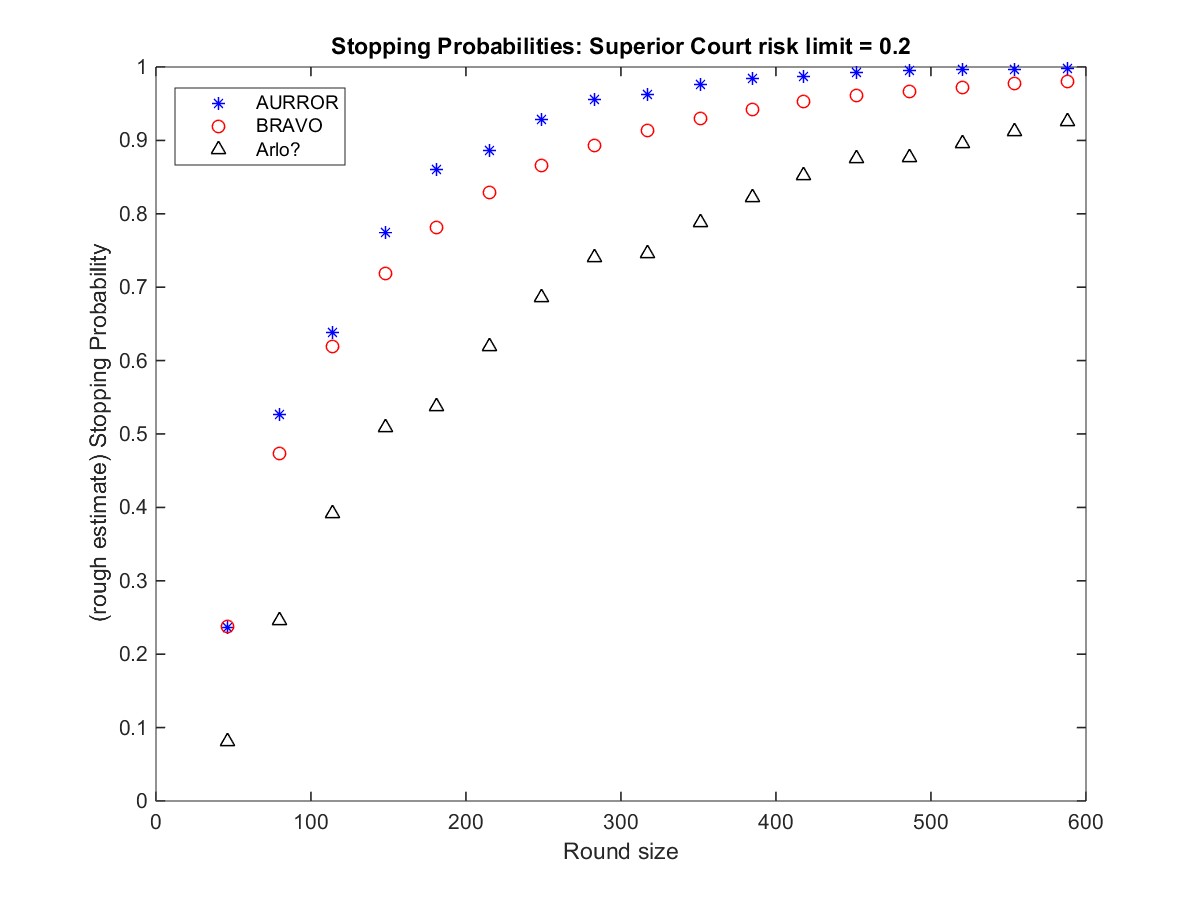 Stopping Probabilities: Superior Court risk limit = 0.2
1
0.9
0.8
0.7
0.6
0.5
0.4
0.3
0.2
0.1
0
AURROR
BRAVO
Arlo?
(rough estimate) Stopping Probability
0 100 200 300 400 500 600
Round size